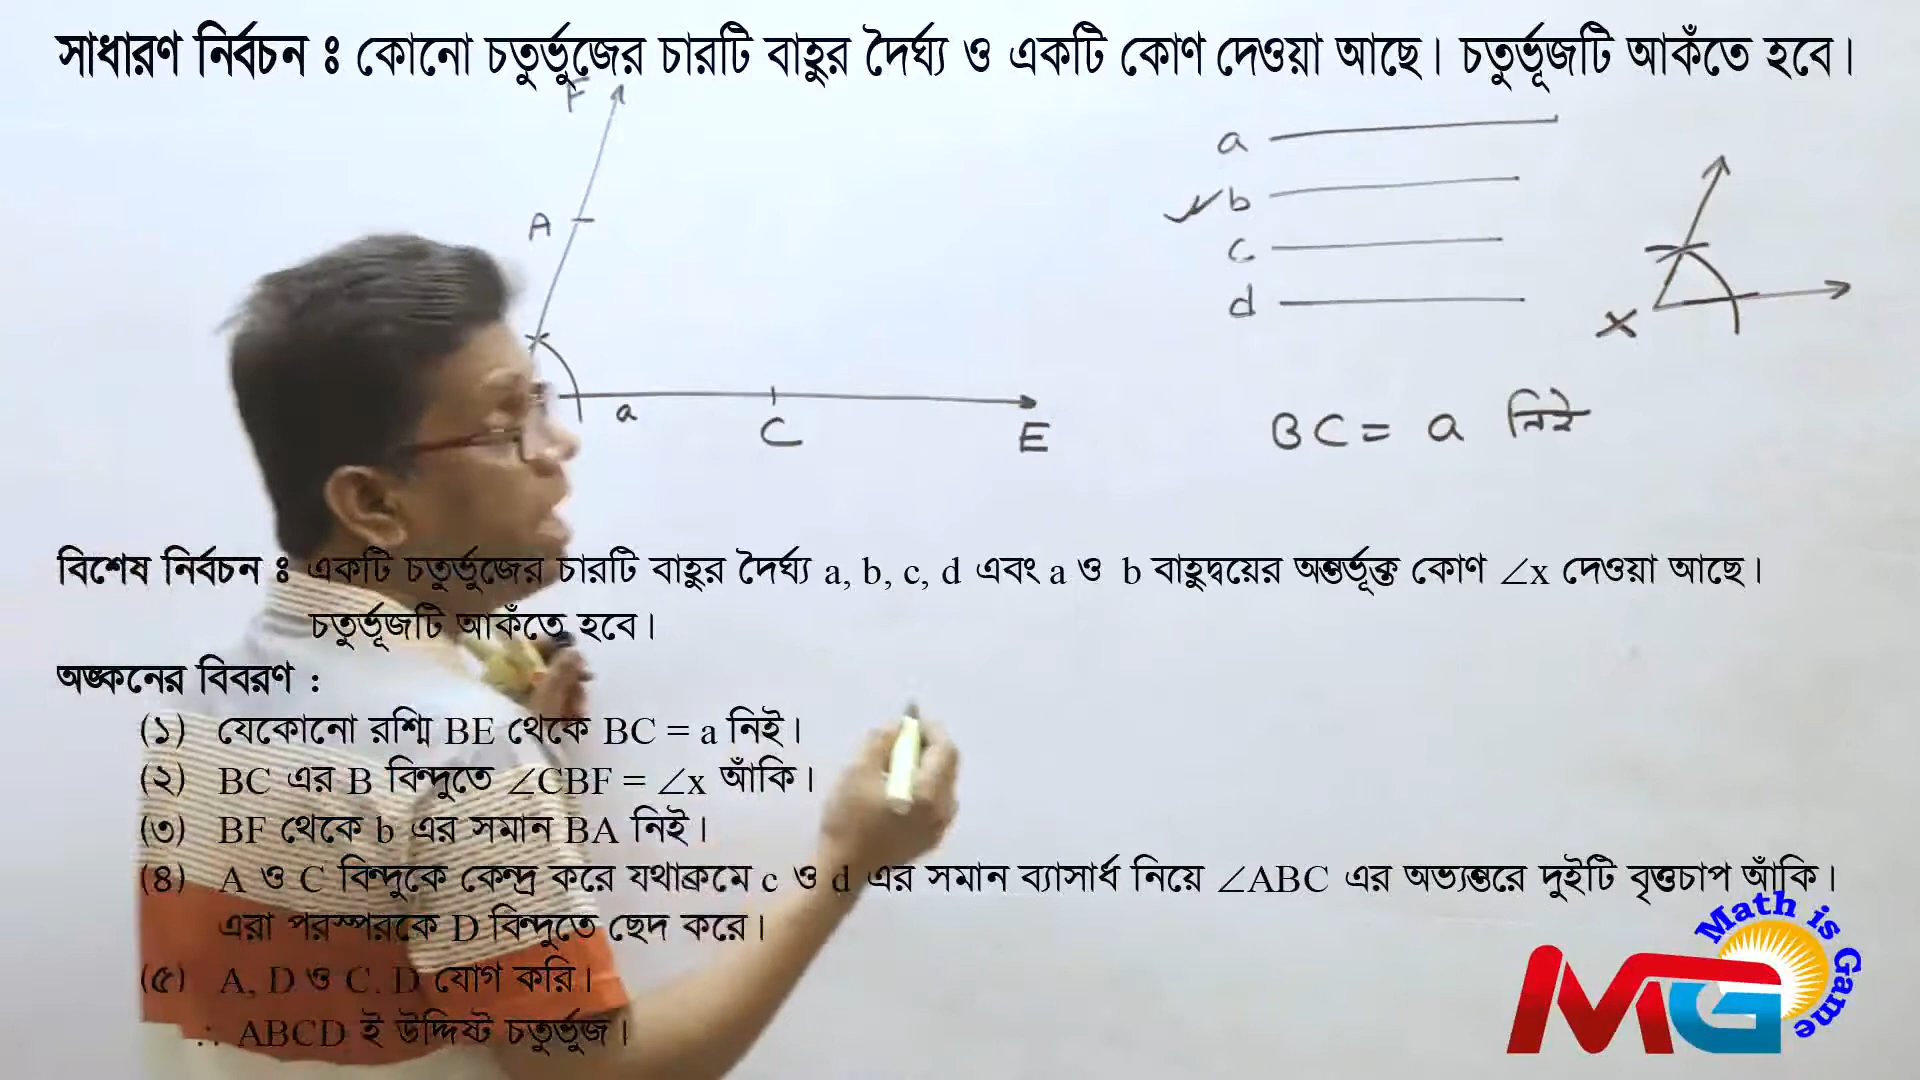 সাধারণ নির্বচন ঃ কোনো চতুর্ভুজের চারটি বাহুর দৈর্ঘ্য ও একটি কোণ দেওয়া আছে। চতুর্ভূজটি আকঁতে হবে।
F
a
A
b
c
d
X
a
C
E
BC = a নিই
বিশেষ নির্বচন ঃ একটি চতুর্ভুজের চারটি বাহুর দৈর্ঘ্য a, b, c, d এবং a ও b বাহুদ্বয়ের অন্তর্ভূক্ত কোণ ∠x দেওয়া আছে।
চতুর্ভূজটি আকঁতে হবে।
অঙ্কনের বিবরণ :
(১) যেকোনো রশ্মি BE থেকে BC = a নিই।
(২) BC এর B বিন্দুতে ∠CBF = ∠x আঁকি।
(৩) BF থেকে b এর সমান BA নিই।
(৪) A ও C বিন্দুকে কেন্দ্র করে যথাক্রমে c ও d এর সমান ব্যাসার্ধ নিয়ে ∠ABC এর অভ্যন্তরে দুইটি বৃত্তচাপ আঁকি।
এরা পরস্পরকে D বিন্দুতে ছেদ করে।
(৫) A, D ও C. D যোগ করি।
∴ ABCD ই উদ্দিষ্ট চতুর্ভুজ।
Math is Game
MG